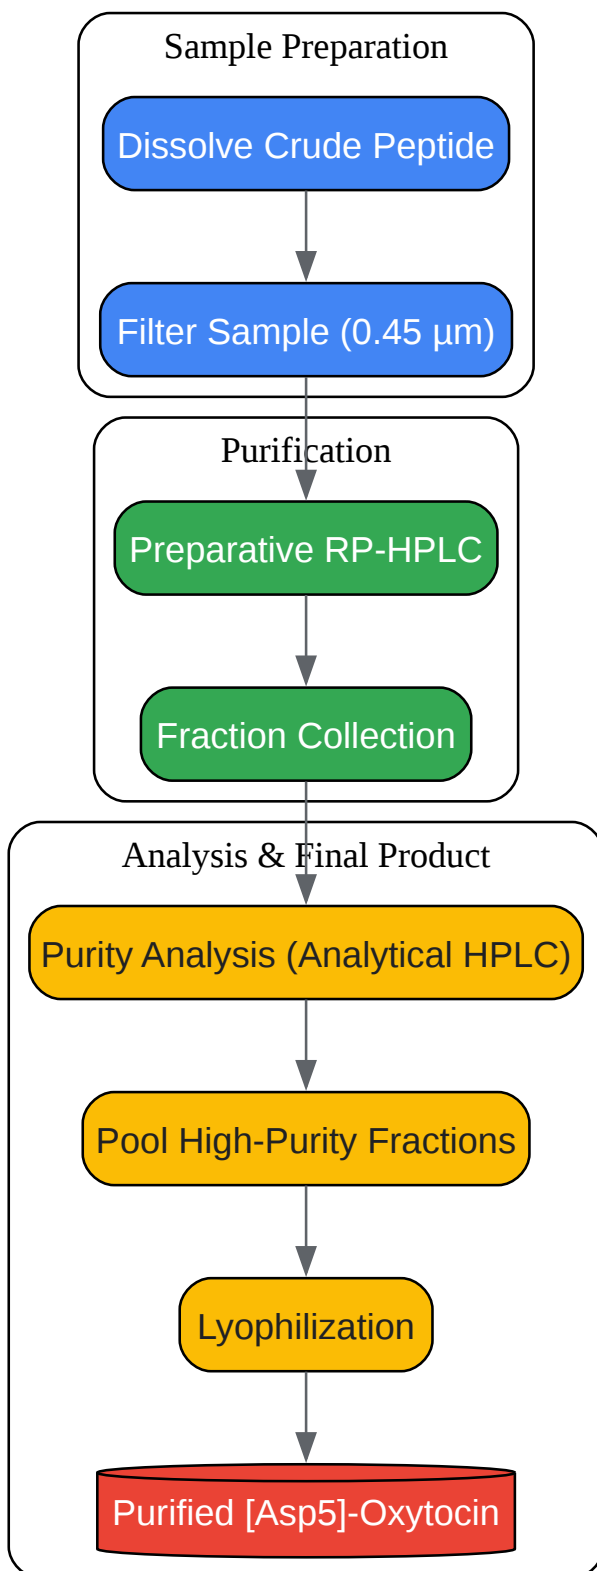 Sample Preparation
Dissolve Crude Peptide
Filter Sample (0.45 µm)
Purification
Preparative RP-HPLC
Fraction Collection
Analysis & Final Product
Purity Analysis (Analytical HPLC)
Pool High-Purity Fractions
Lyophilization
Purified [Asp5]-Oxytocin